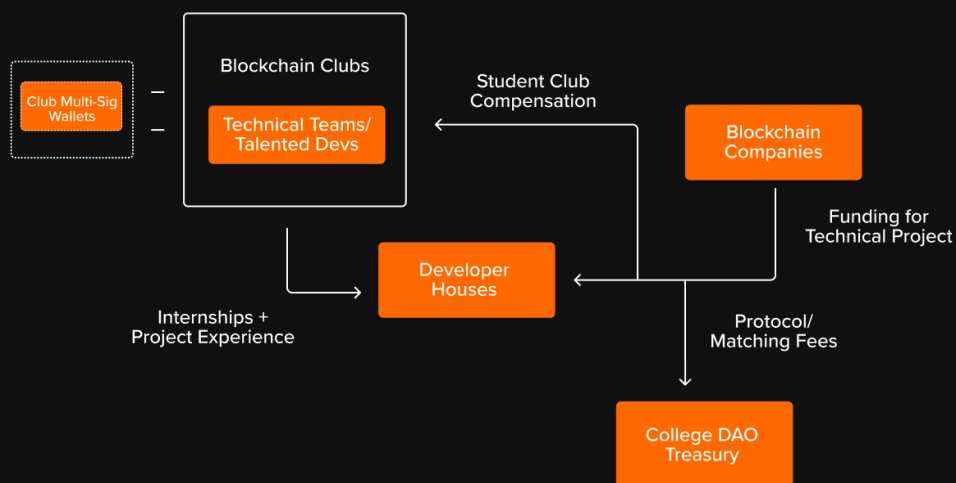 Blockchain Clubs
Club Multi-Sig
Wallets
Technical Teams/
Talented Devs
Student Club
Compensation
Blockchain
Companies
Funding for
Technical Project
Developer
Houses
Internships +
Project Experience
Protocol/
Matching Fees
College DAO
Treasury